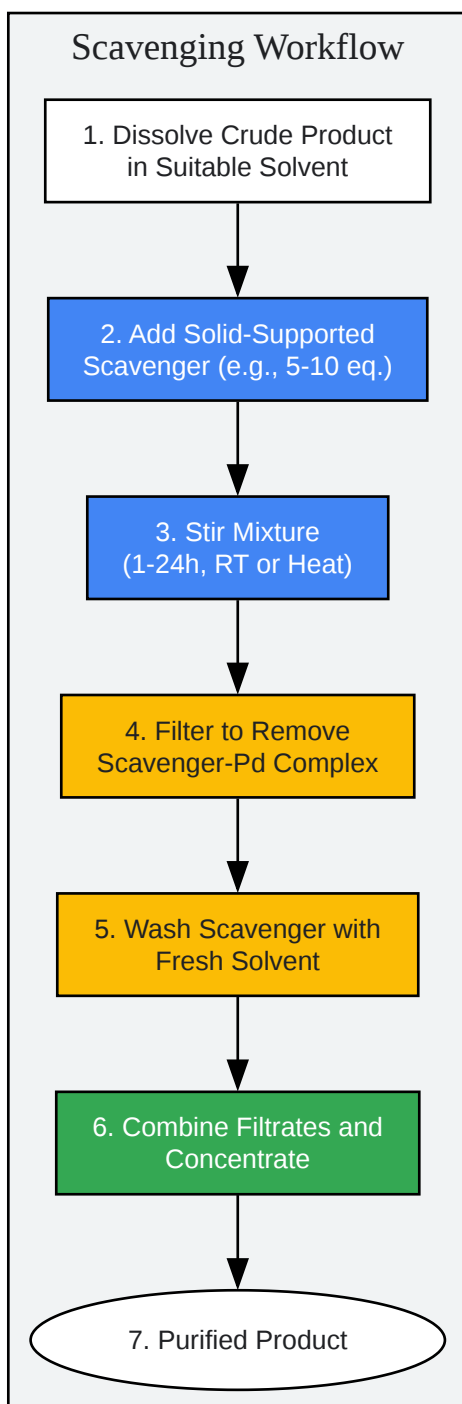 Scavenging Workflow
1. Dissolve Crude Product
in Suitable Solvent
2. Add Solid-Supported
Scavenger (e.g., 5-10 eq.)
3. Stir Mixture
(1-24h, RT or Heat)
4. Filter to Remove
Scavenger-Pd Complex
5. Wash Scavenger with
Fresh Solvent
6. Combine Filtrates and
Concentrate
7. Purified Product